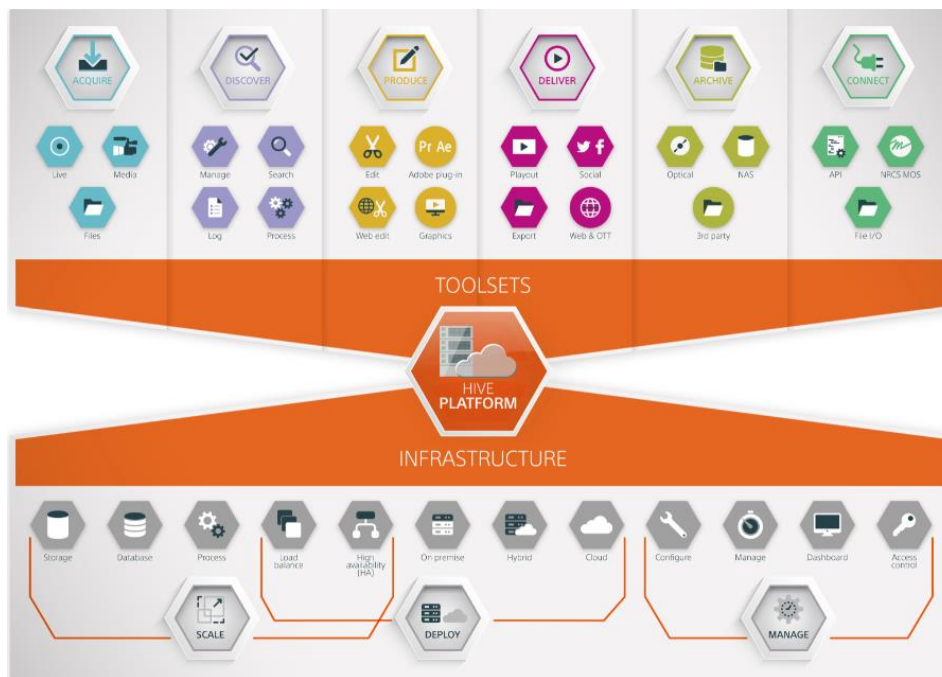 ACQUIRE
DISCOVER
PRODUCE
DELIVER
ARCHIVE
CONNECT
Live
Media
Manage
Search
Edit
Pr Ae
Adobe plug-in
Playout
Social
Optical
NAS
API
NRCS MOS
Files
Log
Process
Web edit
Graphics
Export
Web & OTT
3rd party
File I/O
TOOLSETS
HIVE
PLATFORM
INFRASTRUCTURE
Storage
Database
Process
Load
balance
High
availability
(HA)
On premise
Hybrid
Cloud
Configure
Manage
Dashboard
Access
control
SCALE
DEPLOY
MANAGE